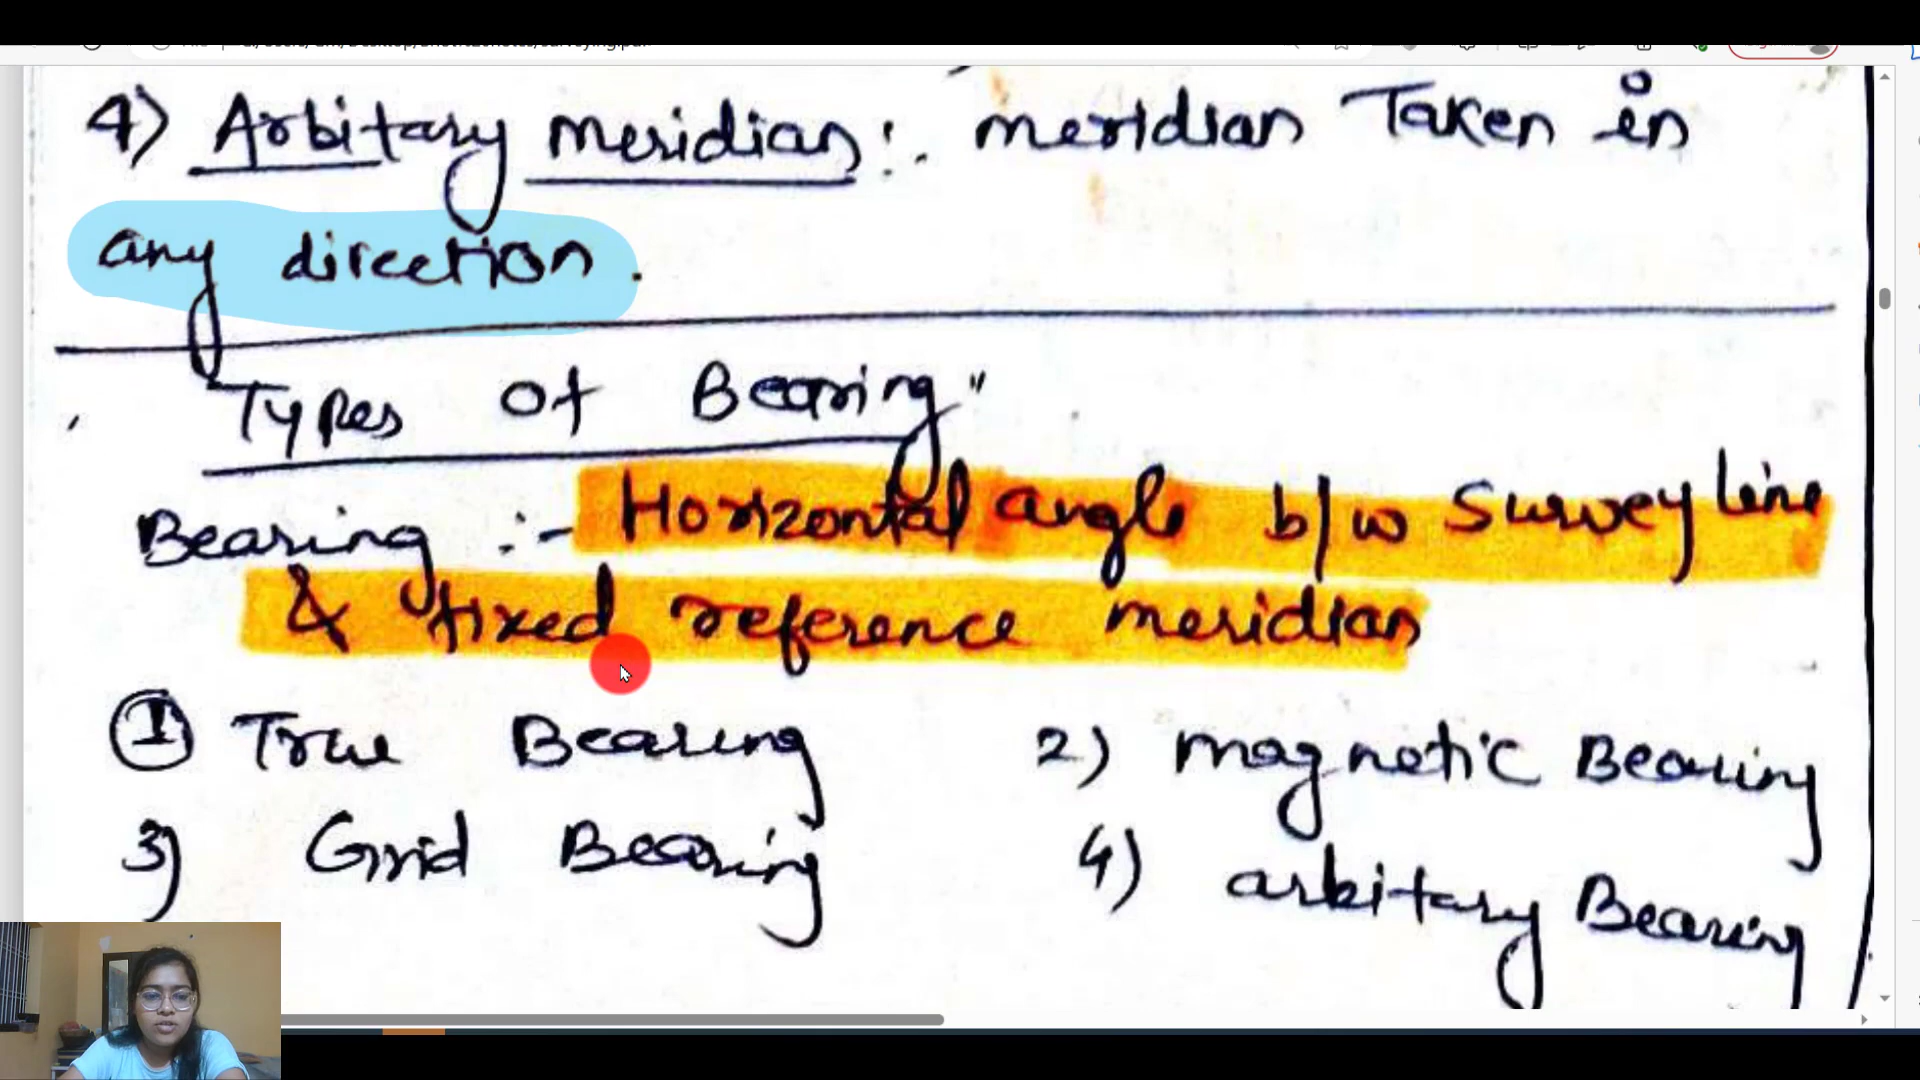 4) Arbitary meridian :- meridian Taken in
any direction.
Types Of Bearing"
Bearing :- Horizontal angle b/w Survey line
& fixed reference meridian
① True Bearing 2) magnetic Bearing
3) Grid Bearing 4) arbitary Bearing